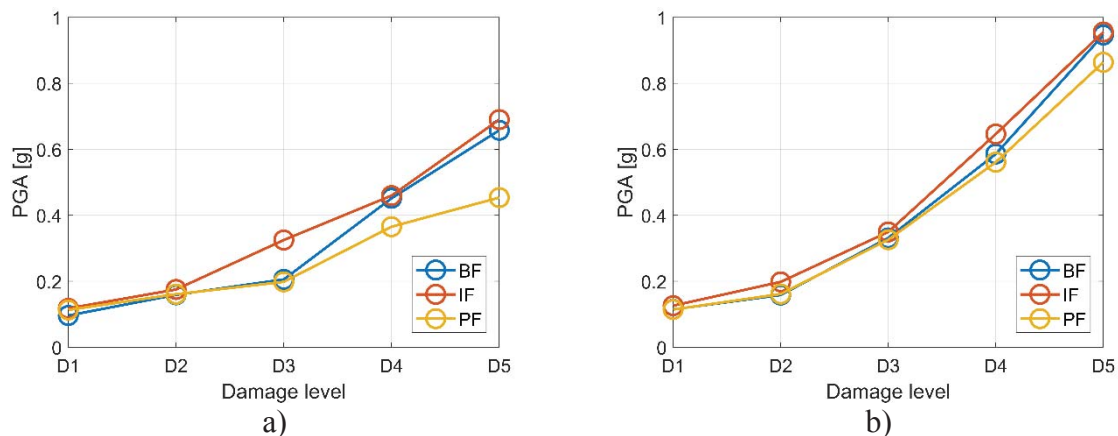 1
0.8
0.6
0.4
0.2
0
PGA [g]
BF
IF
PF
D1 D2 D3 D4 D5
Damage level
a)
1
0.8
0.6
0.4
0.2
0
PGA [g]
BF
IF
PF
D1 D2 D3 D4 D5
Damage level
b)